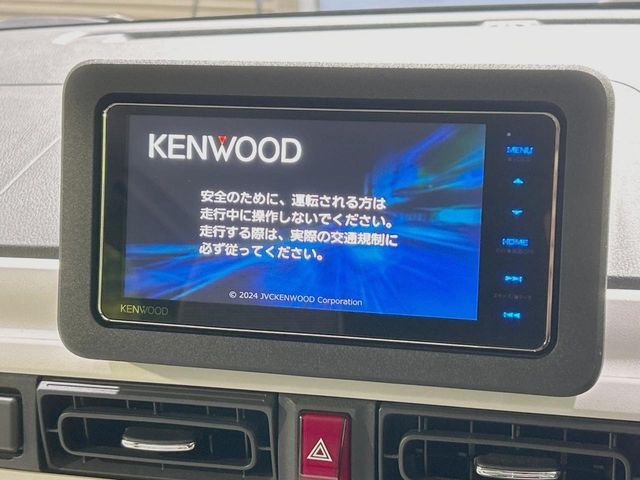 KENWOOD
安全のために、運転される方は
走行中に操作しないでください。
走行する際は、実際の交通規制に
必ず従ってください。
© 2024 JVCKENWOOD Corporation
KENWOOD
MENU
HOME